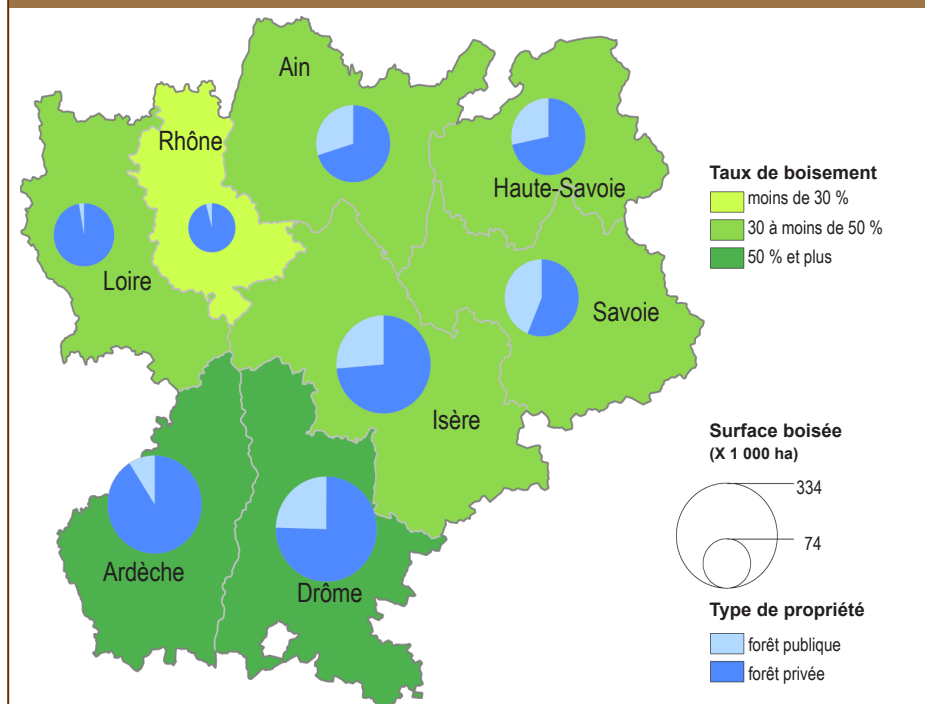 Ain
Rhône
Haute-Savoie
Loire
Savoie
Isère
Ardèche
Drôme
Taux de boisement
moins de 30 %
30 à moins de 50 %
50 % et plus
Surface boisée
(X 1 000 ha)
334
74
Type de propriété
forêt publique
forêt privée